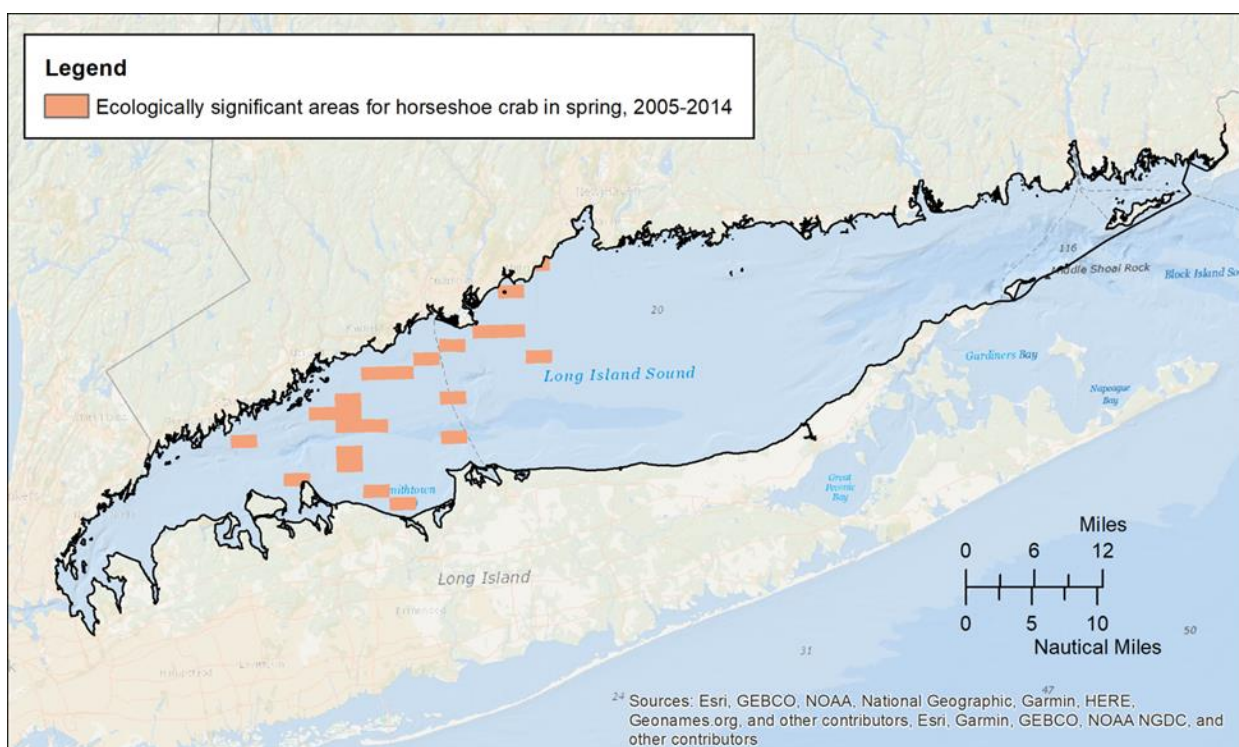 Legend
Ecologically significant areas for horseshoe crab in spring, 2005-2014
116
Middle Shoal Rock
Block Island So
20
Long Island Sound
Gardiners Bay
Napeague
Bay
Great
Peconic
Bay
Long Island
Miles
0 6 12
0 5 10
Nautical Miles
50
31
47
24
Sources: Esri, GEBCO, NOAA, National Geographic, Garmin, HERE,
Geonames.org, and other contributors, Esri, Garmin, GEBCO, NOAA NGDC, and
other contributors